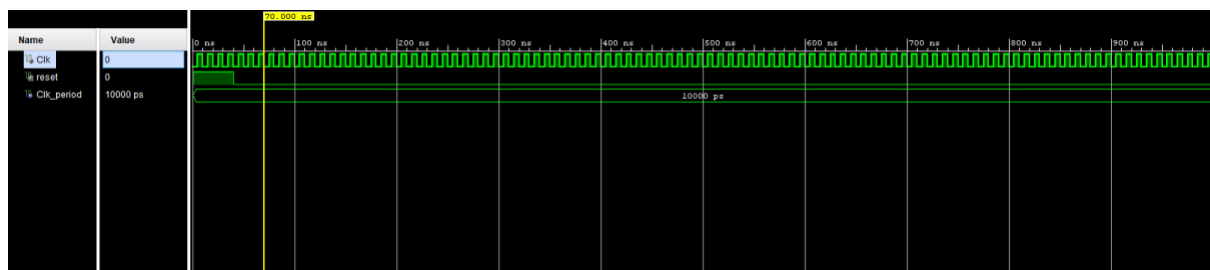 70.000 ns
Name Value
0 ns 100 ns 200 ns 300 ns 400 ns 500 ns 600 ns 700 ns 800 ns 900 ns
Clk 0
reset 0
Clk_period 10000 ps 10000 ps